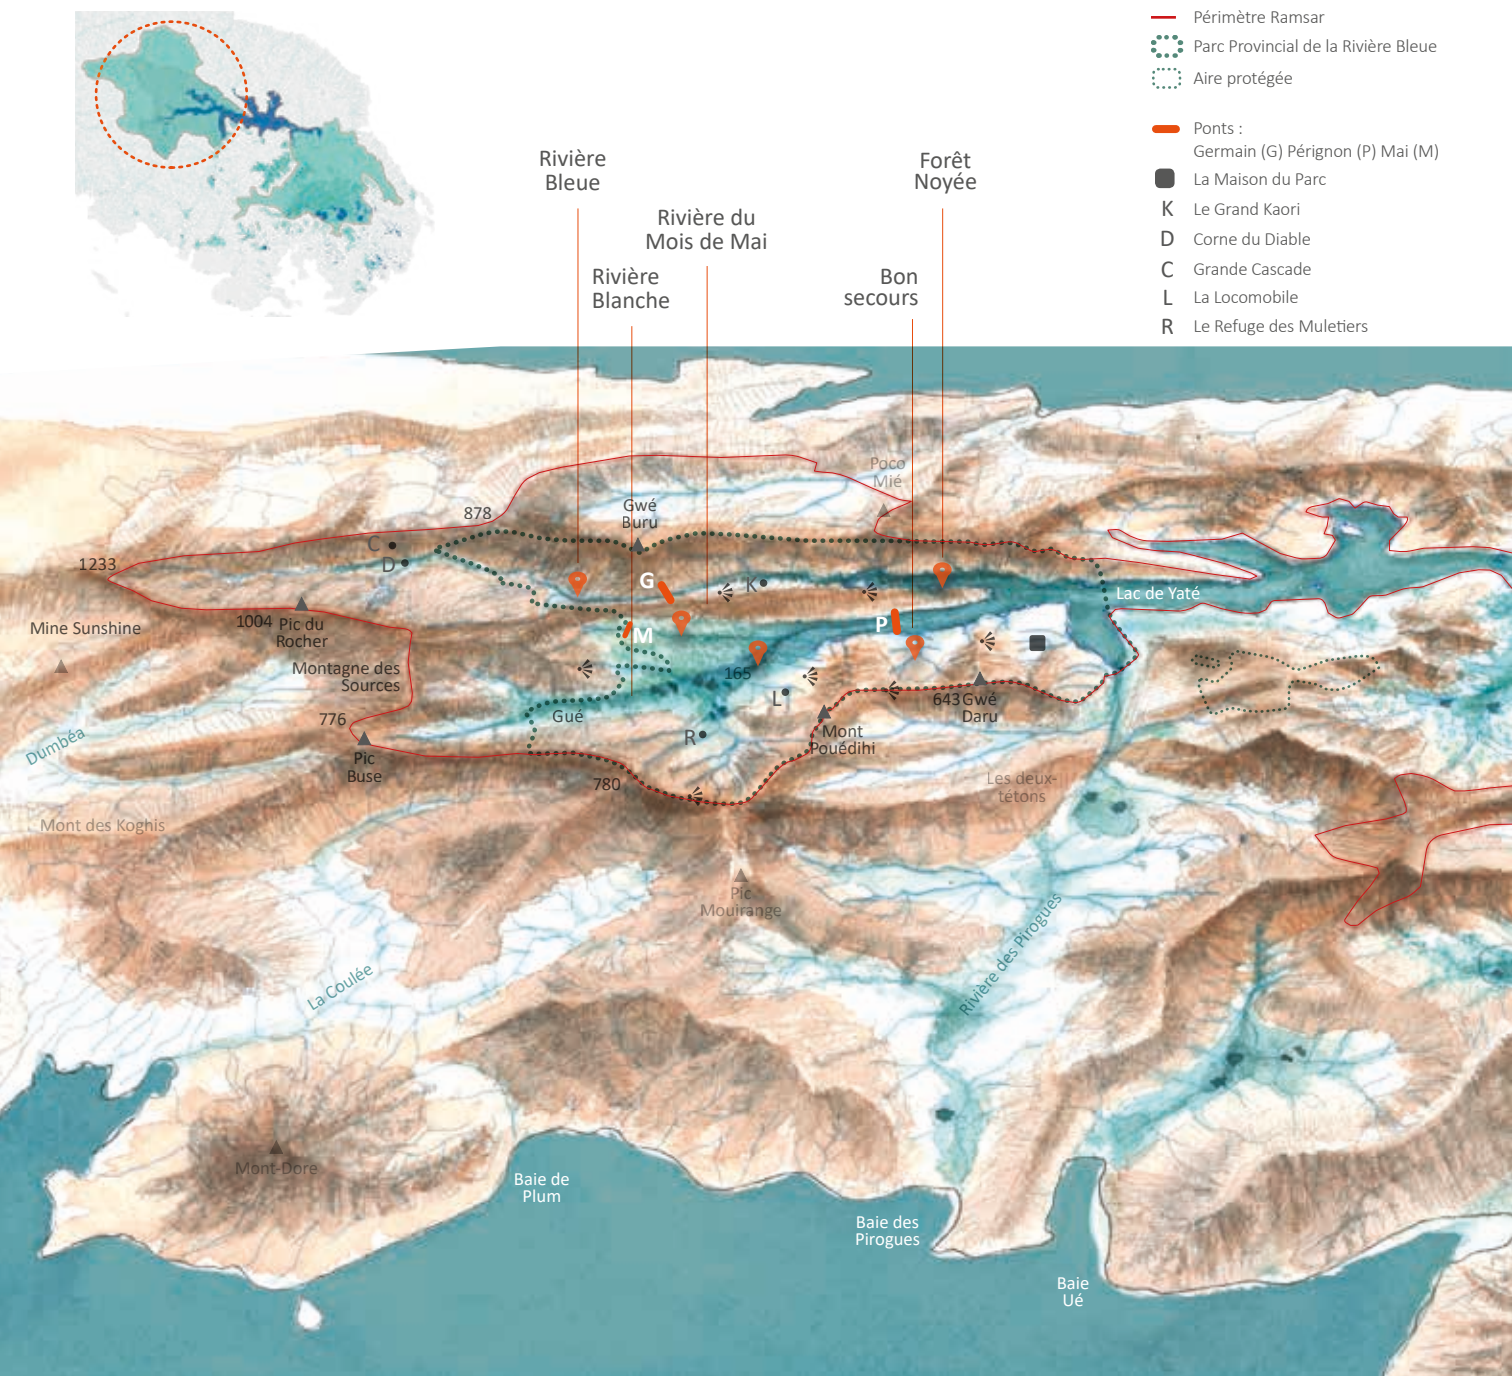 Périmètre Ramsar
Parc Provincial de la Rivière Bleue
Aire protégée
Ponts :
Germain (G) Pérignon (P) Mai (M)
La Maison du Parc
K Le Grand Kaori
D Corne du Diable
C Grande Cascade
L La Locomobile
R Le Refuge des Muletiers
Rivière
Bleue
Rivière du
Mois de Mai
Rivière
Blanche
Forêt
Noyée
Bon
secours
Poco
Mié
878
Gwé
Buru
C
D
1233
G
K
Lac de Yaté
1004
Pic du
Rocher
Mine Sunshine
M
P
Montagne des
Sources
165
L
643
Gwé
Daru
776
Gué
R
Mont
Pouédihi
Dumbéa
Pic
Buse
780
Les deux-
tétons
Mont des Koghis
Pic
Mouirange
La Coulée
Rivière des Pirogues
Mont-Dore
Baie de
Plum
Baie des
Pirogues
Baie
Ué